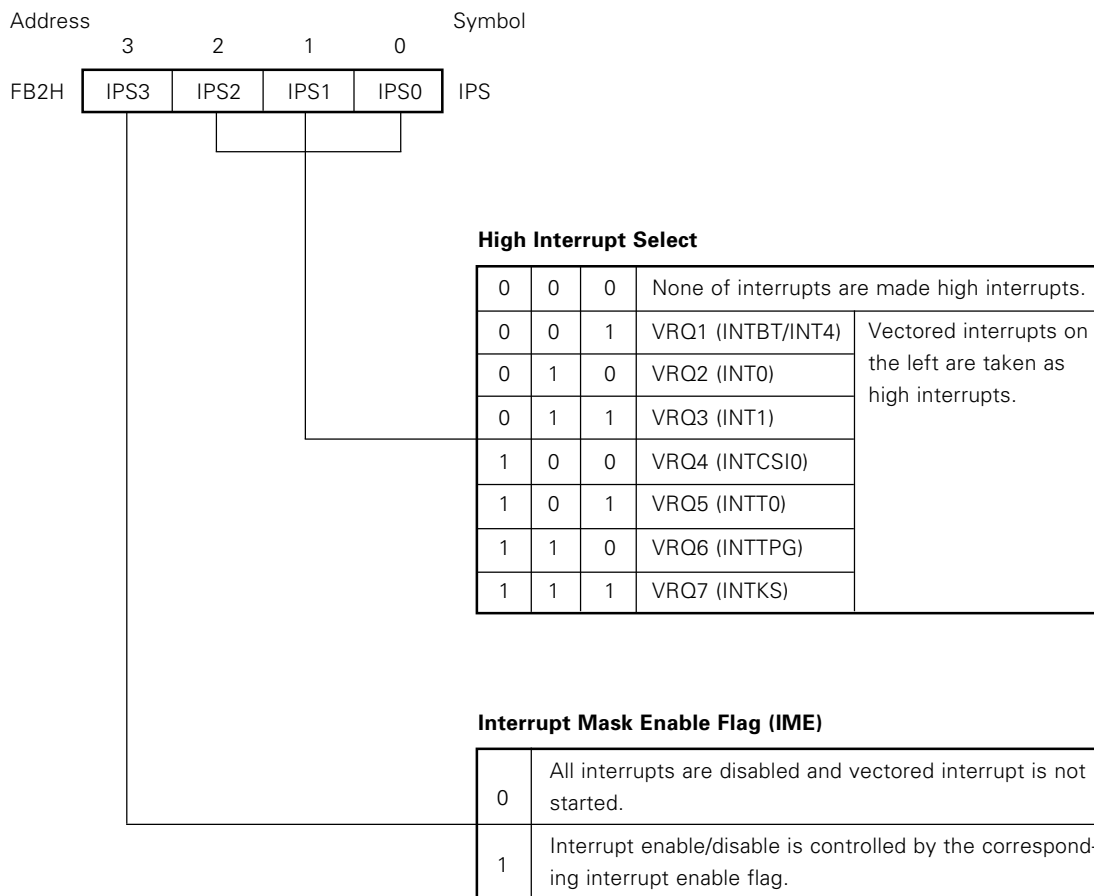 Address Symbol
3 2 1 0
FB2H IPS3 IPS2 IPS1 IPS0 IPS
High Interrupt Select
0 0 0 None of interrupts are made high interrupts.
0 0 1 VRQ1 (INTBT/INT4) Vectored interrupts on
the left are taken as
high interrupts.
0 1 0 VRQ2 (INT0)
0 1 1 VRQ3 (INT1)
1 0 0 VRQ4 (INTCSI0)
1 0 1 VRQ5 (INTT0)
1 1 0 VRQ6 (INTTPG)
1 1 1 VRQ7 (INTKS)
Interrupt Mask Enable Flag (IME)
0 All interrupts are disabled and vectored interrupt is not
started.
1 Interrupt enable/disable is controlled by the correspond-
ing interrupt enable flag.